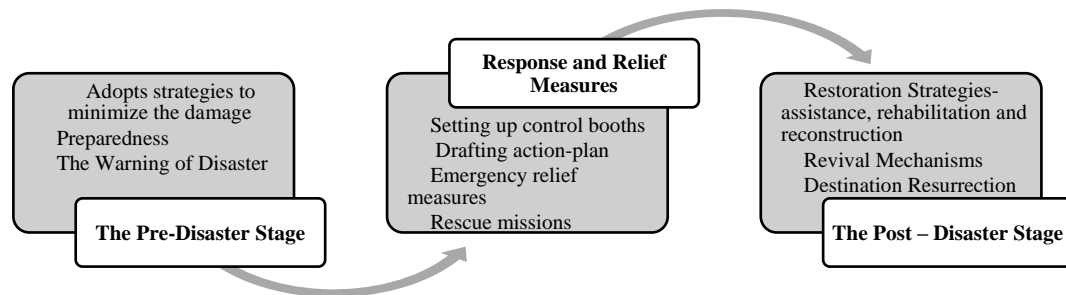 Adopts strategies to
minimize the damage
Preparedness
The Warning of Disaster
The Pre-Disaster Stage
Response and Relief
Measures
Setting up control booths
Drafting action-plan
Emergency relief
measures
Rescue missions
Restoration Strategies-
assistance, rehabilitation and
reconstruction
Revival Mechanisms
Destination Resurrection
The Post – Disaster Stage